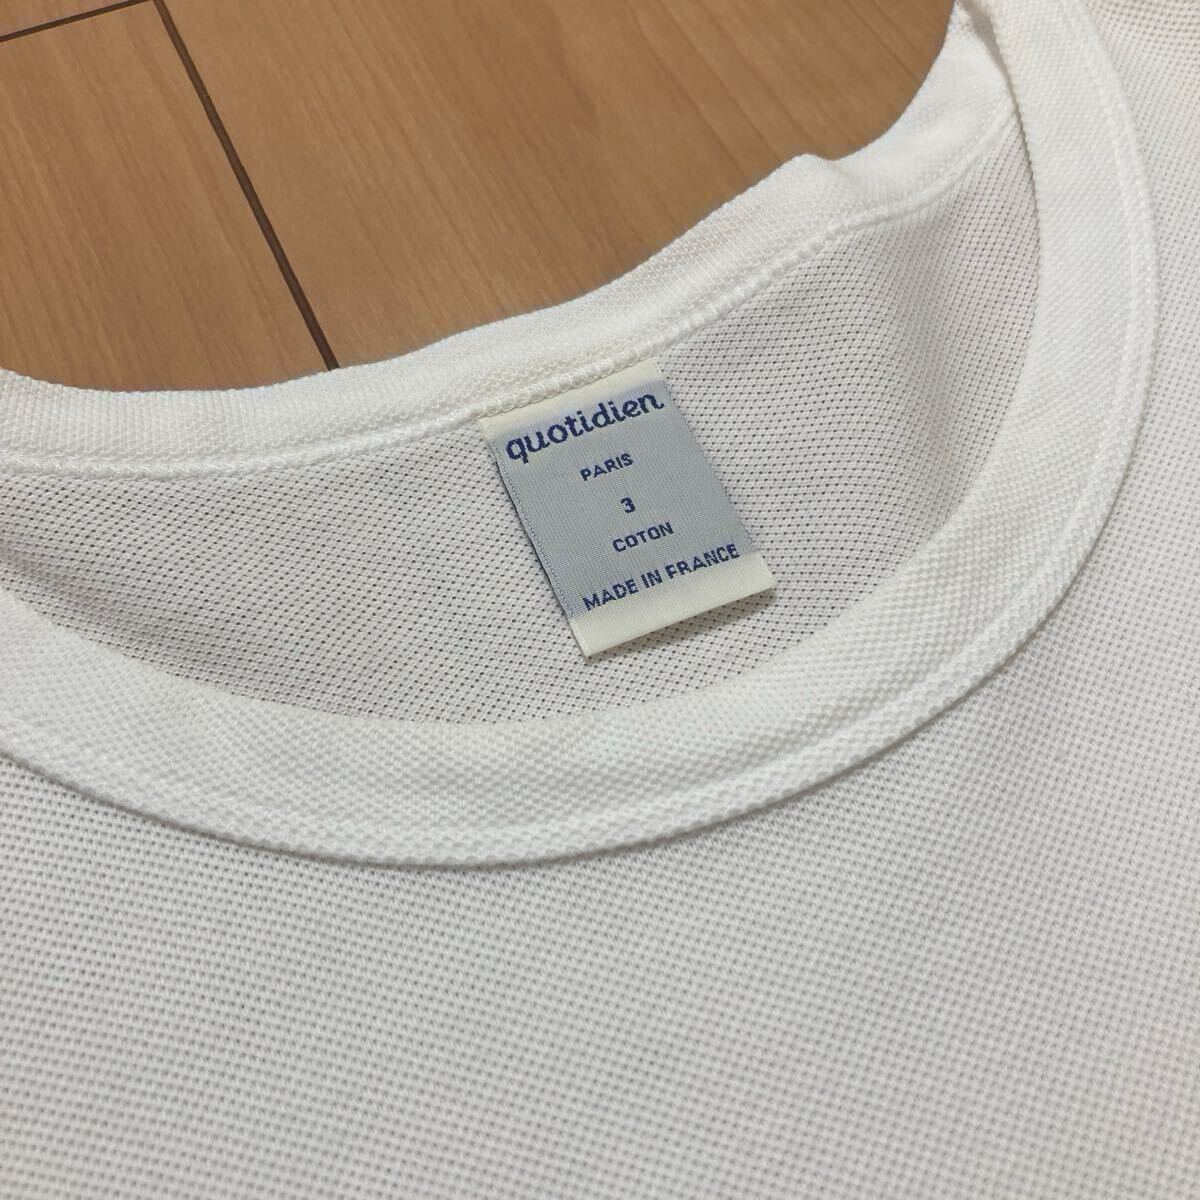 quotidien
PARIS
3
COTON
MADE IN FRANCE